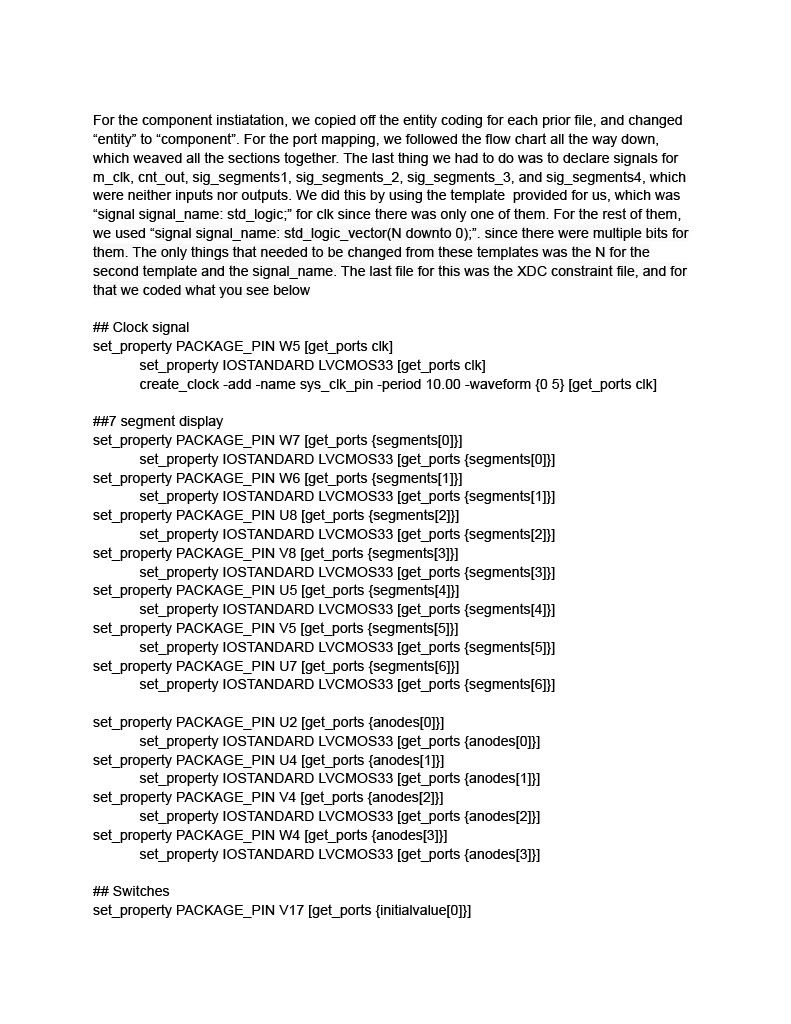 For the component instiatation, we copied off the entity coding for each prior file, and changed
“entity” to “component”. For the port mapping, we followed the flow chart all the way down,
which weaved all the sections together. The last thing we had to do was to declare signals for
m_clk, cnt_out, sig_segments1, sig_segments_2, sig_segments_3, and sig_segments4, which
were neither inputs nor outputs. We did this by using the template  provided for us, which was
“signal signal_name: std_logic;” for clk since there was only one of them. For the rest of them,
we used “signal signal_name: std_logic_vector(N downto 0);”. since there were multiple bits for
them. The only things that needed to be changed from these templates was the N for the
second template and the signal_name. The last file for this was the XDC constraint file, and for
that we coded what you see below
## Clock signal
set_property PACKAGE_PIN W5 [get_ports clk]
set_property IOSTANDARD LVCMOS33 [get_ports clk]
create_clock -add -name sys_clk_pin -period 10.00 -waveform {0 5} [get_ports clk]
##7 segment display
set_property PACKAGE_PIN W7 [get_ports {segments[0]}]
set_property IOSTANDARD LVCMOS33 [get_ports {segments[0]}]
set_property PACKAGE_PIN W6 [get_ports {segments[1]}]
set_property IOSTANDARD LVCMOS33 [get_ports {segments[1]}]
set_property PACKAGE_PIN U8 [get_ports {segments[2]}]
set_property IOSTANDARD LVCMOS33 [get_ports {segments[2]}]
set_property PACKAGE_PIN V8 [get_ports {segments[3]}]
set_property IOSTANDARD LVCMOS33 [get_ports {segments[3]}]
set_property PACKAGE_PIN U5 [get_ports {segments[4]}]
set_property IOSTANDARD LVCMOS33 [get_ports {segments[4]}]
set_property PACKAGE_PIN V5 [get_ports {segments[5]}]
set_property IOSTANDARD LVCMOS33 [get_ports {segments[5]}]
set_property PACKAGE_PIN U7 [get_ports {segments[6]}]
set_property IOSTANDARD LVCMOS33 [get_ports {segments[6]}]
set_property PACKAGE_PIN U2 [get_ports {anodes[0]}]
set_property IOSTANDARD LVCMOS33 [get_ports {anodes[0]}]
set_property PACKAGE_PIN U4 [get_ports {anodes[1]}]
set_property IOSTANDARD LVCMOS33 [get_ports {anodes[1]}]
set_property PACKAGE_PIN V4 [get_ports {anodes[2]}]
set_property IOSTANDARD LVCMOS33 [get_ports {anodes[2]}]
set_property PACKAGE_PIN W4 [get_ports {anodes[3]}]
set_property IOSTANDARD LVCMOS33 [get_ports {anodes[3]}]
## Switches
set_property PACKAGE_PIN V17 [get_ports {initialvalue[0]}]